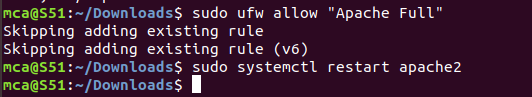 mca@S51:~/Downloads$ sudo ufw allow "Apache Full"
Skipping adding existing rule
Skipping adding existing rule (v6)
mca@S51:~/Downloads$ sudo systemctl restart apache2
mca@S51:~/Downloads$